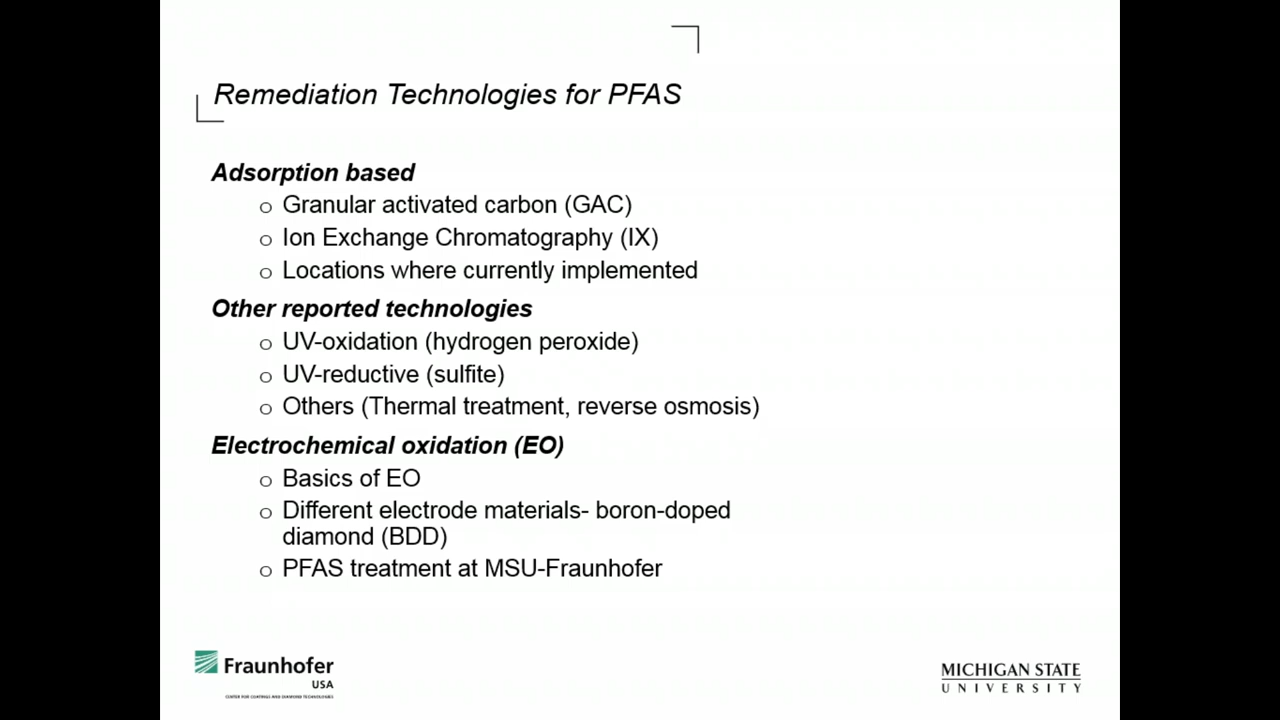 Remediation Technologies for PFAS
Adsorption based
o Granular activated carbon (GAC)
o Ion Exchange Chromatography (IX)
o Locations where currently implemented
Other reported technologies
o UV-oxidation (hydrogen peroxide)
o UV-reductive (sulfite)
o Others (Thermal treatment, reverse osmosis)
Electrochemical oxidation (EO)
o Basics of EO
o Different electrode materials- boron-doped
diamond (BDD)
o PFAS treatment at MSU-Fraunhofer
Fraunhofer
USA
CENTER FOR COATINGS AND DIAMOND TECHNOLOGIES
MICHIGAN STATE
UNIVERSITY